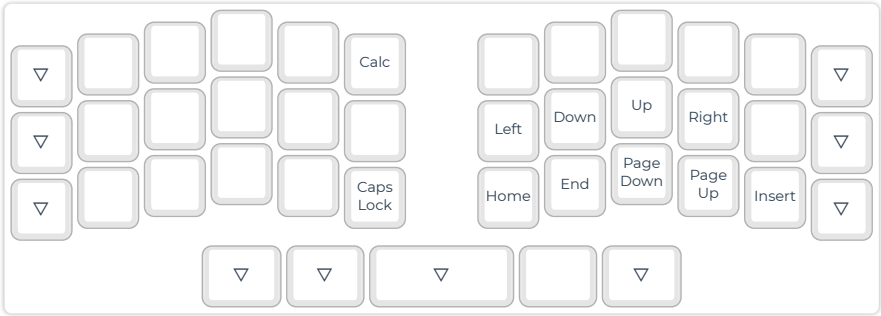 Calc
Up
Down
Right
Left
Page
Down
Page
Up
Caps
Lock
Home
End
Insert